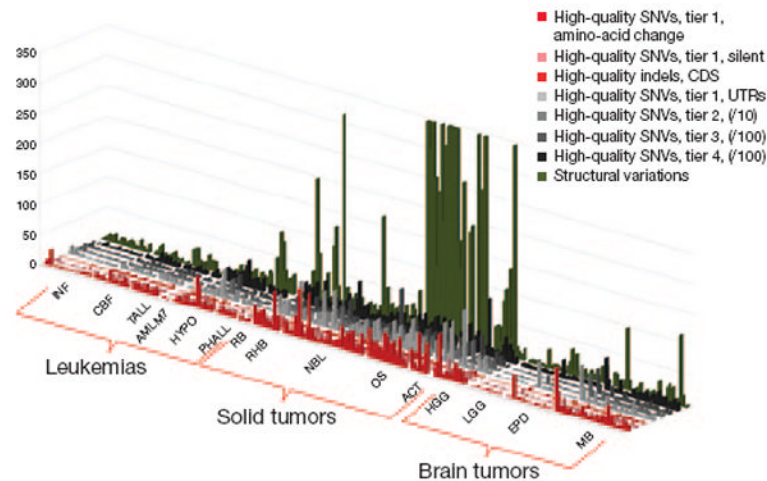 High-quality SNVs, tier 1,
amino-acid change
High-quality SNVs, tier 1, silent
High-quality indels, CDS
High-quality SNVs, tier 1, UTRs
High-quality SNVs, tier 2, (/10)
High-quality SNVs, tier 3, (/100)
High-quality SNVs, tier 4, (/100)
Structural variations
350
300
250
200
150
100
50
0
INF
CBF
TALL
AMLM7
HYPO
PHALL
RB
RHB
NBL
OS
ACT
HGG
LGG
EPD
MB
Leukemias
Solid tumors
Brain tumors